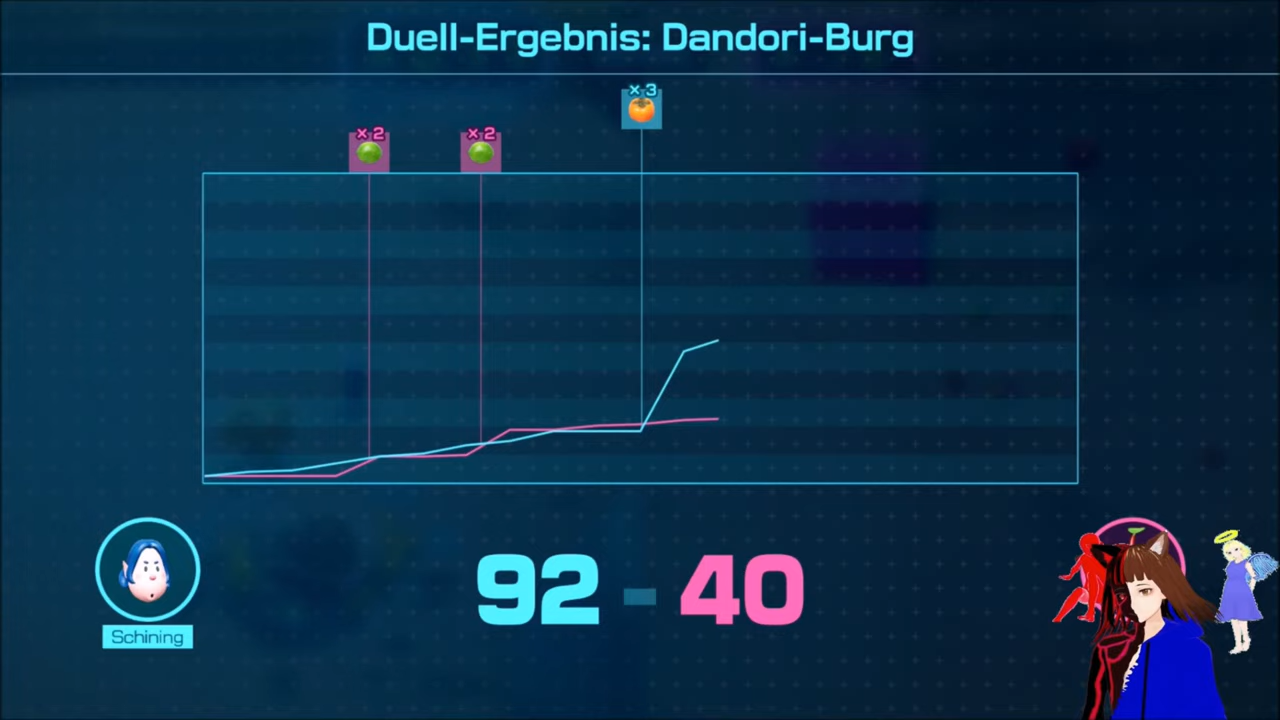 Duell-Ergebnis: Dandori-Burg
×3
×2
×2
92 - 40
Schining